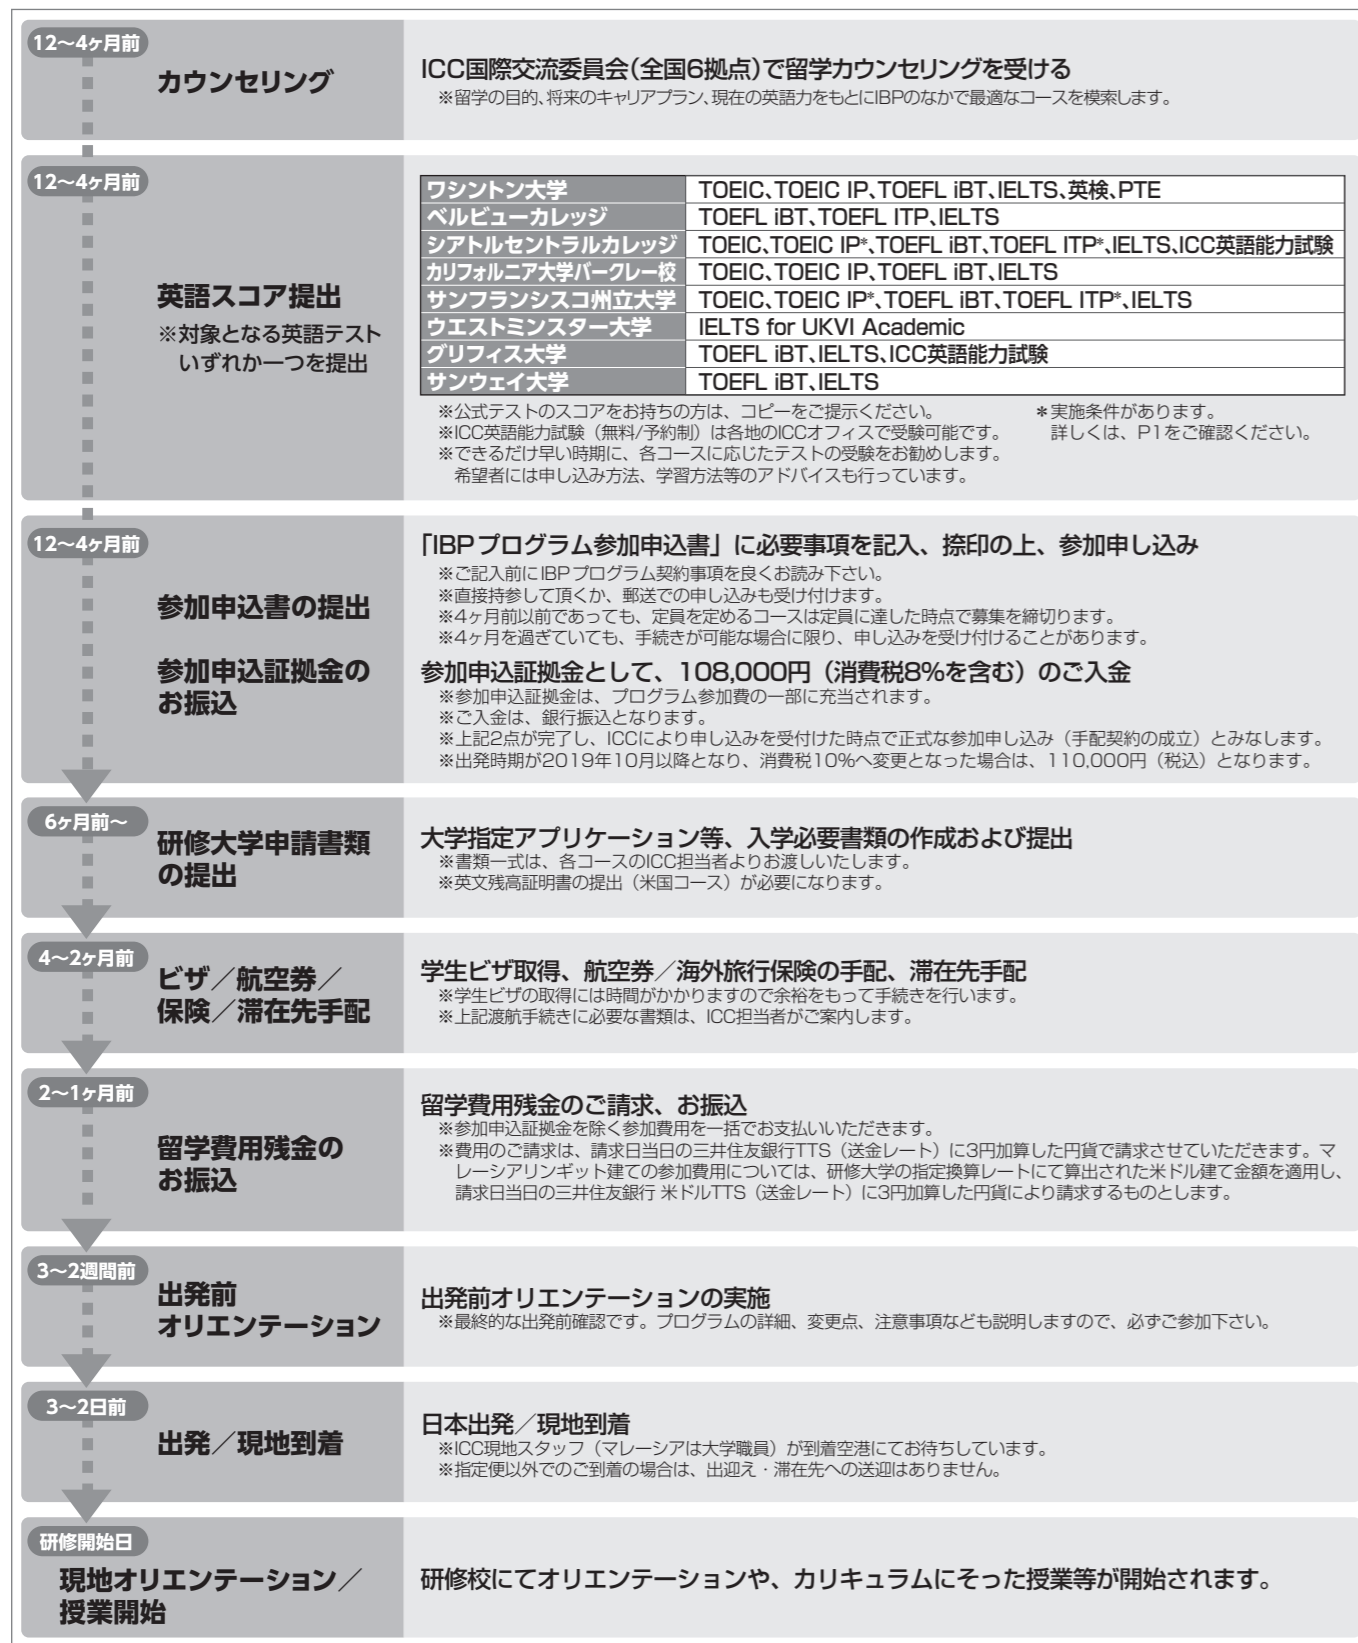 12〜4ヶ月前
カウンセリング
ICC国際交流委員会（全国6拠点）で留学カウンセリングを受ける
※留学の目的、将来のキャリアプラン、現在の英語力をもとにIBPのなかで最適なコースを模索します。
12〜4ヶ月前
英語スコア提出
※対象となる英語テスト
いずれか一つを提出
ワシントン大学 TOEIC、TOEIC IP、TOEFL iBT、IELTS、英検、PTE
ベルビューカレッジ TOEFL iBT、TOEFL ITP、IELTS
シアトルセントラルカレッジ TOEIC、TOEIC IP*、TOEFL iBT、TOEFL ITP*、IELTS、ICC英語能力試験
カリフォルニア大学バークレー校 TOEIC、TOEIC IP、TOEFL iBT、IELTS
サンフランシスコ州立大学 TOEIC、TOEIC IP*、TOEFL iBT、TOEFL ITP*、IELTS
ウエストミンスター大学 IELTS for UKVI Academic
グリフィス大学 TOEFL iBT、IELTS、ICC英語能力試験
サンウェイ大学 TOEFL iBT、IELTS
※公式テストのスコアをお持ちの方は、コピーをご提示ください。
※ICC英語能力試験（無料/予約制）は各地のICCオフィスで受験可能です。
※できるだけ早い時期に、各コースに応じたテストの受験をお勧めします。
希望者には申し込み方法、学習方法等のアドバイスも行っています。
＊実施条件があります。
詳しくは、P1をご確認ください。
12〜4ヶ月前
参加申込書の提出
「IBPプログラム参加申込書」に必要事項を記入、捺印の上、参加申し込み
※ご記入前にIBPプログラム契約事項を良くお読み下さい。
※直接持参して頂くか、郵送での申し込みも受け付けます。
※4ヶ月前以前であっても、定員を定めるコースは定員に達した時点で募集を締切ります。
※4ヶ月を過ぎていても、手続きが可能な場合に限り、申し込みを受け付けることがあります。
参加申込証拠金の
お振込
参加申込証拠金として、108,000円（消費税8%を含む）のご入金
※参加申込証拠金は、プログラム参加費の一部に充当されます。
※ご入金は、銀行振込となります。
※上記2点が完了し、ICCにより申し込みを受付けた時点で正式な参加申し込み（手配契約の成立）とみなします。
※出発時期が2019年10月以降となり、消費税10%へ変更となった場合は、110,000円（税込）となります。
6ヶ月前〜
研修大学申請書類
の提出
大学指定アプリケーション等、入学必要書類の作成および提出
※書類一式は、各コースのICC担当者よりお渡しいたします。
※英文残高証明書の提出（米国コース）が必要になります。
4〜2ヶ月前
ビザ／航空券／
保険／滞在先手配
学生ビザ取得、航空券／海外旅行保険の手配、滞在先手配
※学生ビザの取得には時間がかかりますので余裕をもって手続きを行います。
※上記渡航手続きに必要な書類は、ICC担当者がご案内します。
2〜1ヶ月前
留学費用残金の
お振込
留学費用残金のご請求、お振込
※参加申込証拠金を除く参加費用を一括でお支払いいただきます。
※費用のご請求は、請求日当日の三井住友銀行TTS（送金レート）に3円加算した円貨で請求させていただきます。マ
レーシアリンギット建ての参加費用については、研修大学の指定換算レートにて算出された米ドル建て金額を適用し、
請求日当日の三井住友銀行 米ドルTTS（送金レート）に3円加算した円貨により請求するものとします。
3〜2週間前
出発前
オリエンテーション
出発前オリエンテーションの実施
※最終的な出発前確認です。プログラムの詳細、変更点、注意事項なども説明しますので、必ずご参加下さい。
3〜2日前
出発／現地到着
日本出発／現地到着
※ICC現地スタッフ（マレーシアは大学職員）が到着空港にてお待ちしています。
※指定便以外でのご到着の場合は、出迎え・滞在先への送迎はありません。
研修開始日
現地オリエンテーション／
授業開始
研修校にてオリエンテーションや、カリキュラムにそった授業等が開始されます。